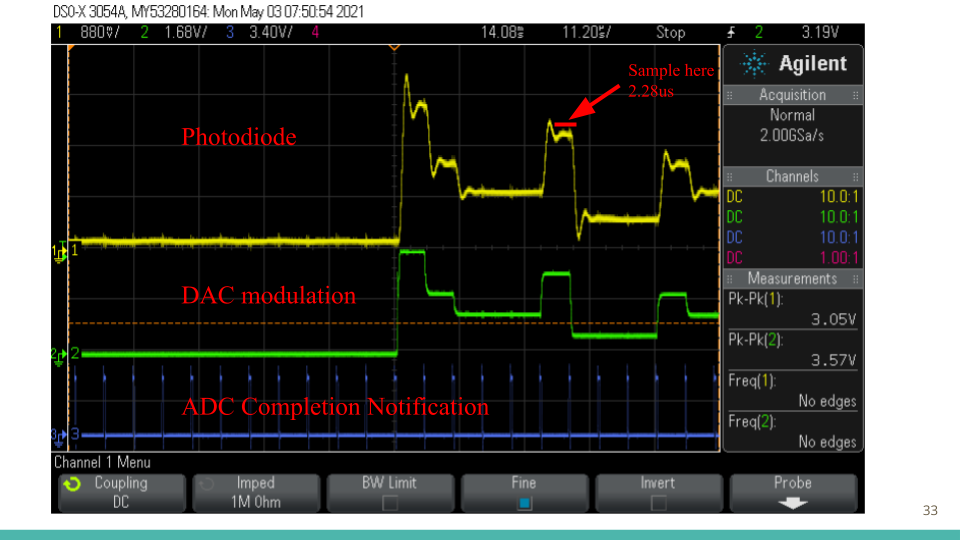 DSO-X 3054A, MY53280164: Mon May 03 07:50:54 2021
1 880♥/ 2 1.68V/ 3 3.40V/ 4 14.08s 11.20s/ Stop 2 3.19V
Sample here
2.28us
Photodiode
DAC modulation
ADC Completion Notification
1
2
3
Agilent
Acquisition
Normal
2.00GSa/s
Channels
DC 10.0:1
DC 10.0:1
DC 10.0:1
DC 1.00:1
Measurements
Pk-Pk(1):
3.05V
Pk-Pk(2):
3.57V
Freq(1):
No edges
Freq(2):
No edges
Channel 1 Menu
Coupling
DC
Imped
1M Ohm
BW Limit
Fine
Invert
Probe
33